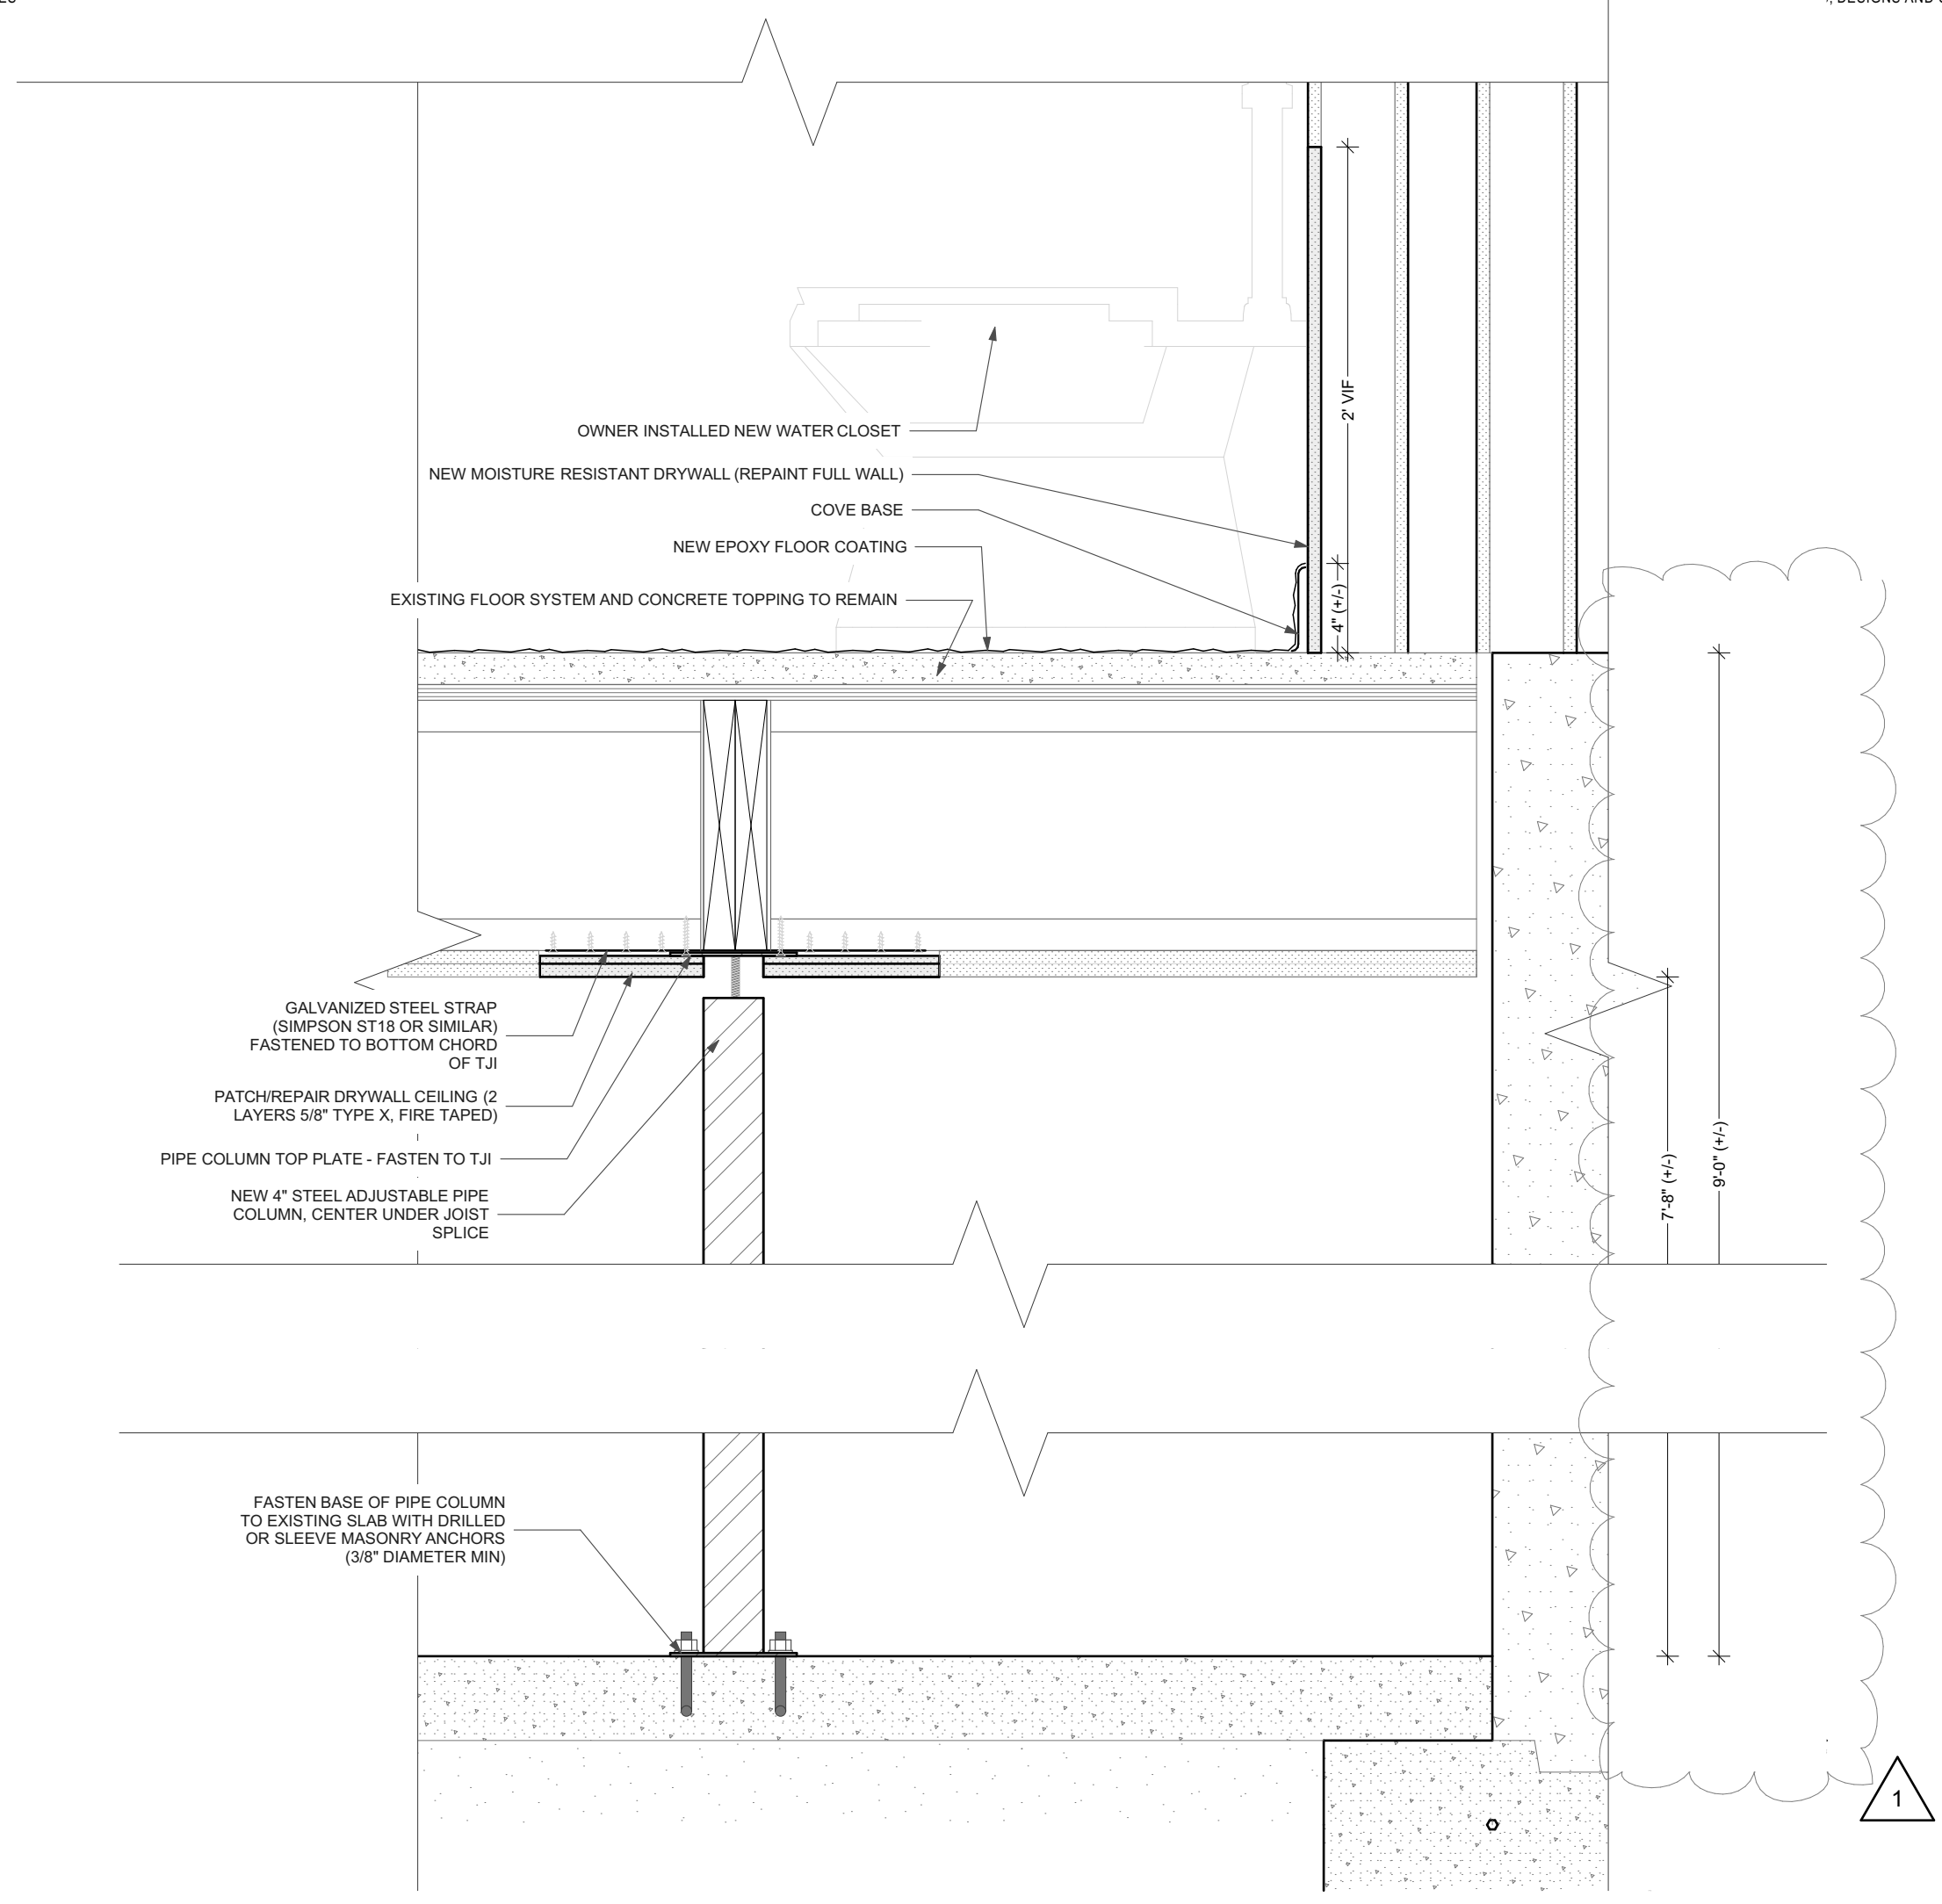 , DESIGNS AND
OWNER INSTALLED NEW WATER CLOSET
NEW MOISTURE RESISTANT DRYWALL (REPAINT FULL WALL)
COVE BASE
NEW EPOXY FLOOR COATING
EXISTING FLOOR SYSTEM AND CONCRETE TOPPING TO REMAIN
2' VIF
4" (+/-)
GALVANIZED STEEL STRAP
(SIMPSON ST18 OR SIMILAR)
FASTENED TO BOTTOM CHORD
OF TJI
PATCH/REPAIR DRYWALL CEILING (2
LAYERS 5/8" TYPE X, FIRE TAPED)
PIPE COLUMN TOP PLATE - FASTEN TO TJI
NEW 4" STEEL ADJUSTABLE PIPE
COLUMN, CENTER UNDER JOIST
SPLICE
7'-8" (+/-)
9'-0" (+/-)
FASTEN BASE OF PIPE COLUMN
TO EXISTING SLAB WITH DRILLED
OR SLEEVE MASONRY ANCHORS
(3/8" DIAMETER MIN)
1